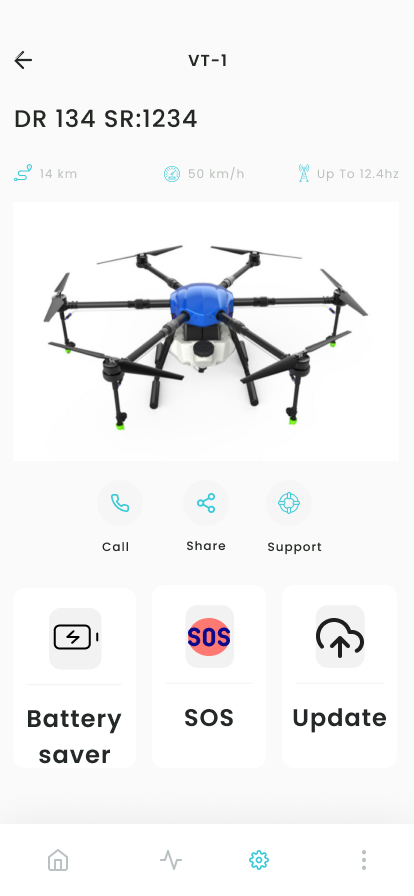 VT-1
DR 134 SR:1234
14 km
50 km/h
Up To 12.4hz
Call
Share
Support
SOS
Battery
saver
SOS
Update